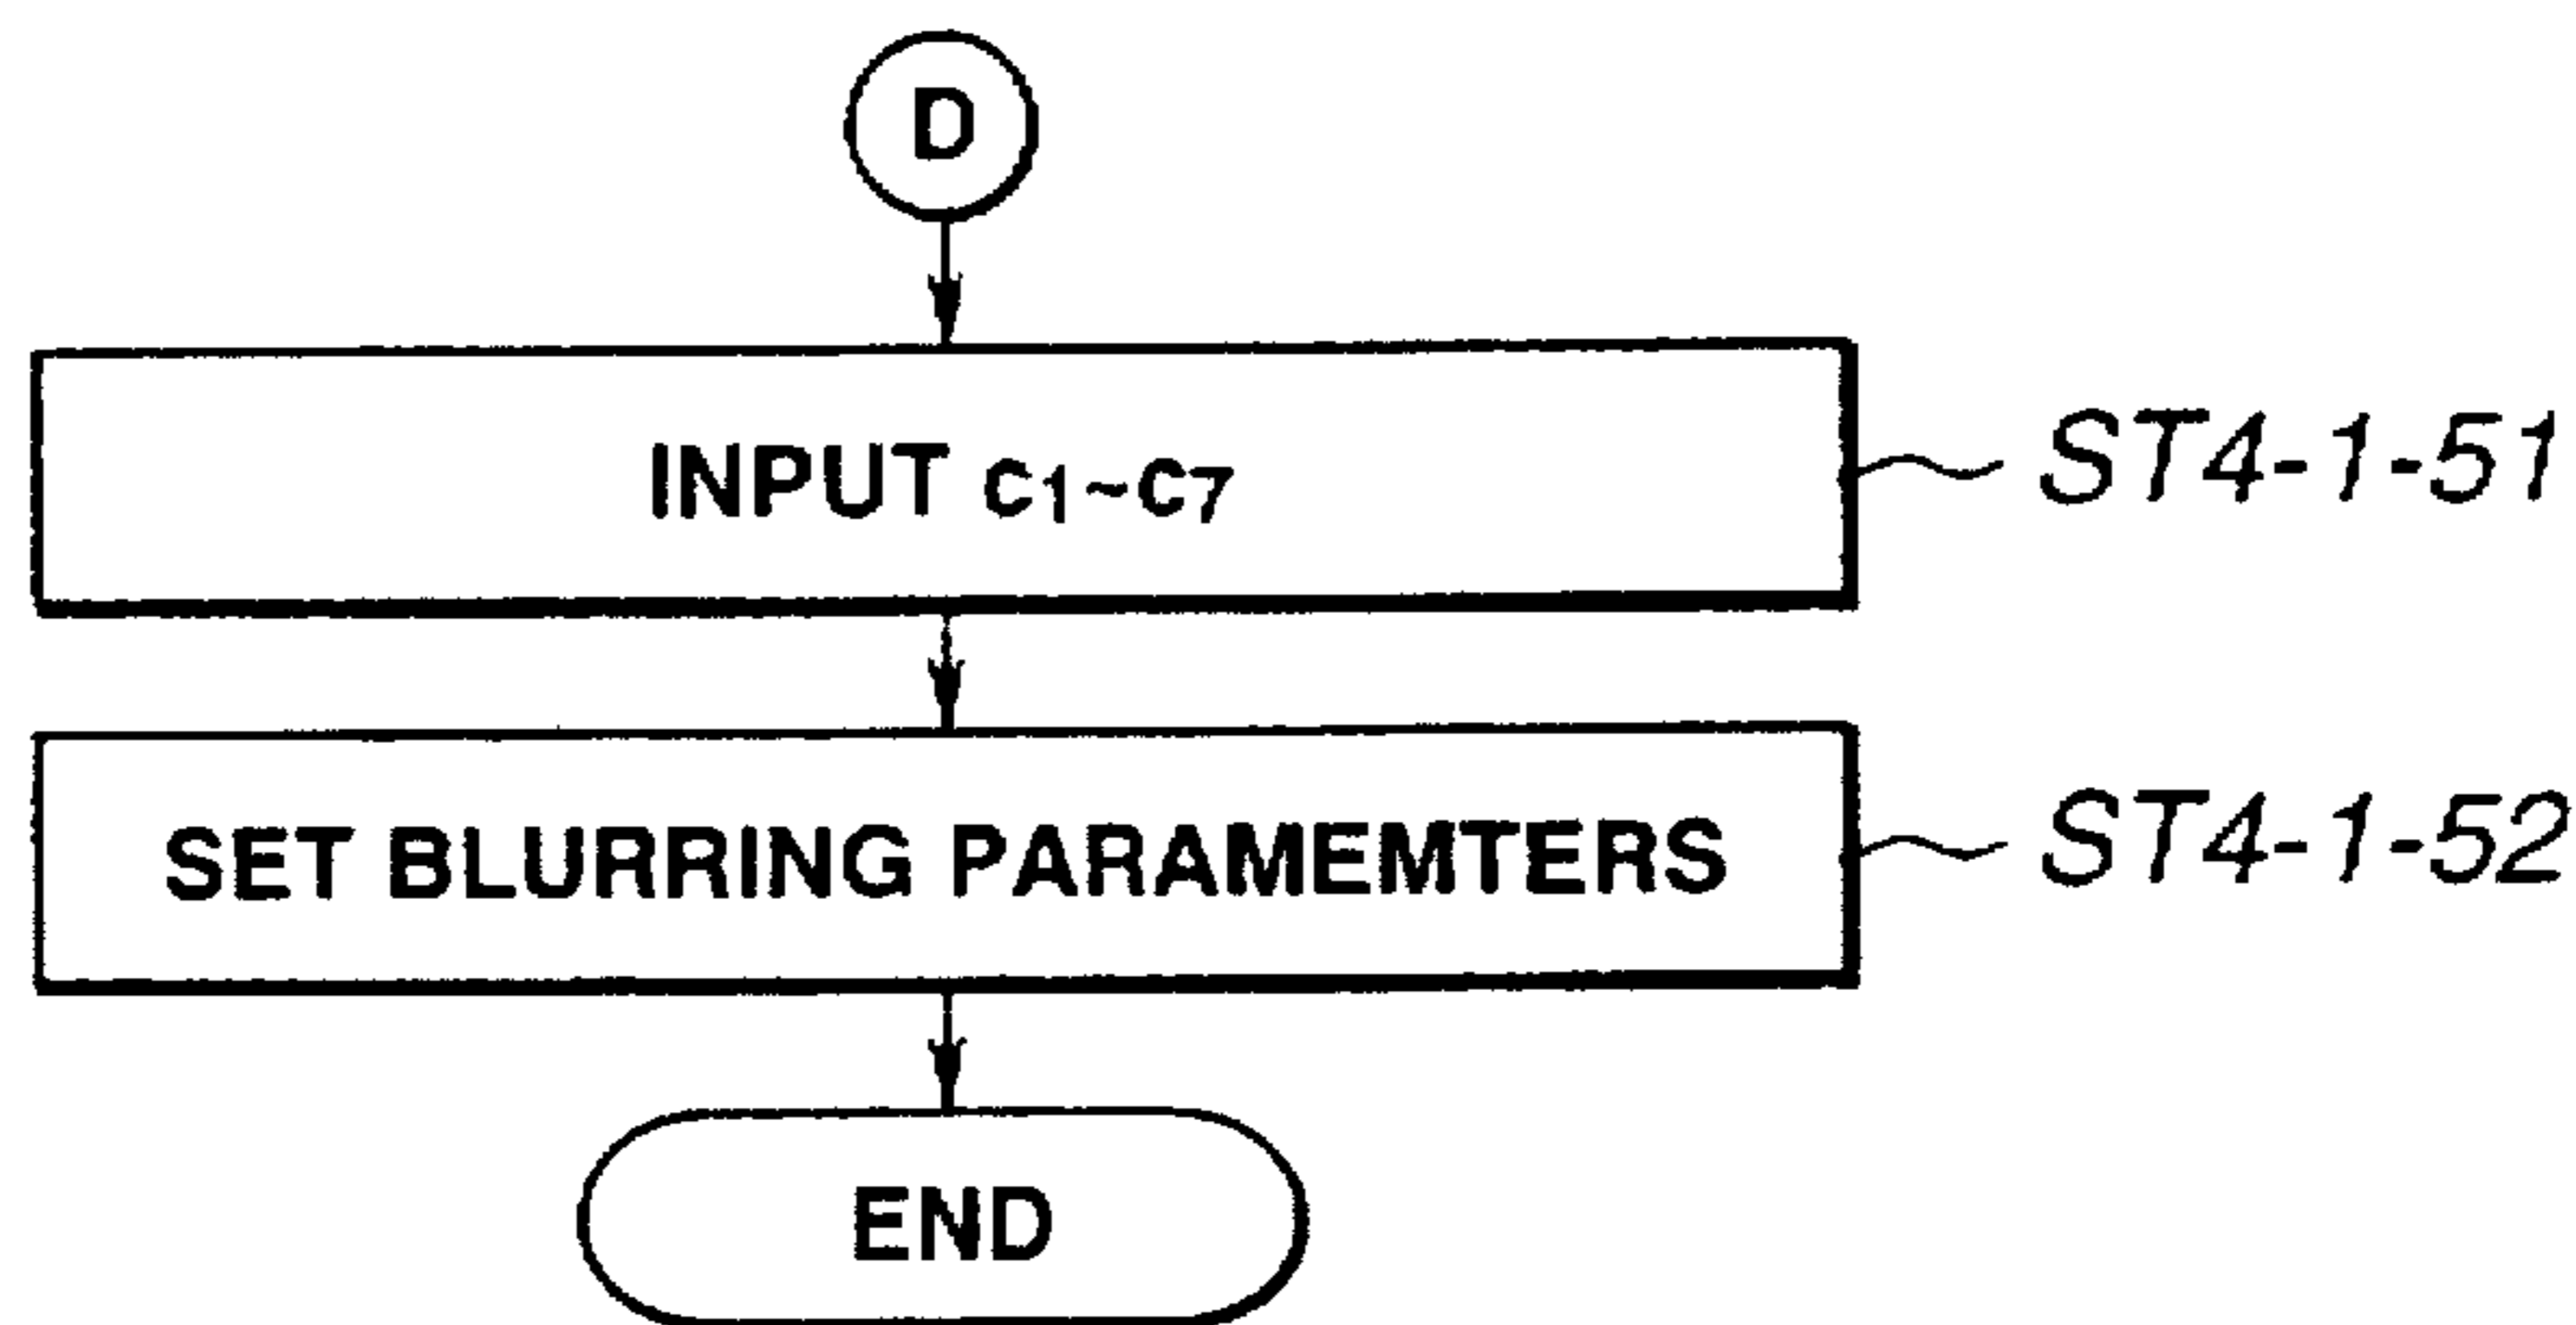 D
INPUT c1~c7
ST4-1-51
SET BLURRING PARAMEMTERS
ST4-1-52
END